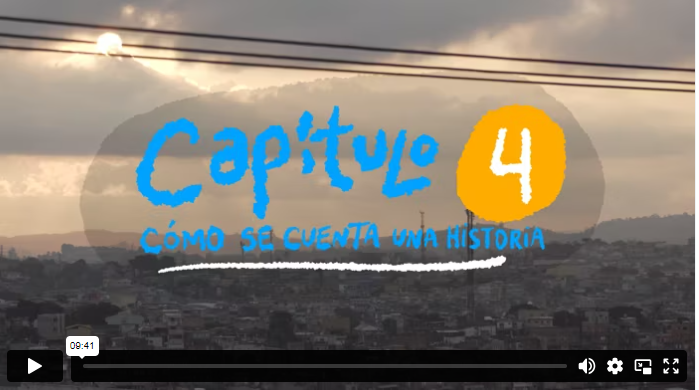 Capítulo 4
CÓMO SE CUENTA UNA HISTORIA
09:41